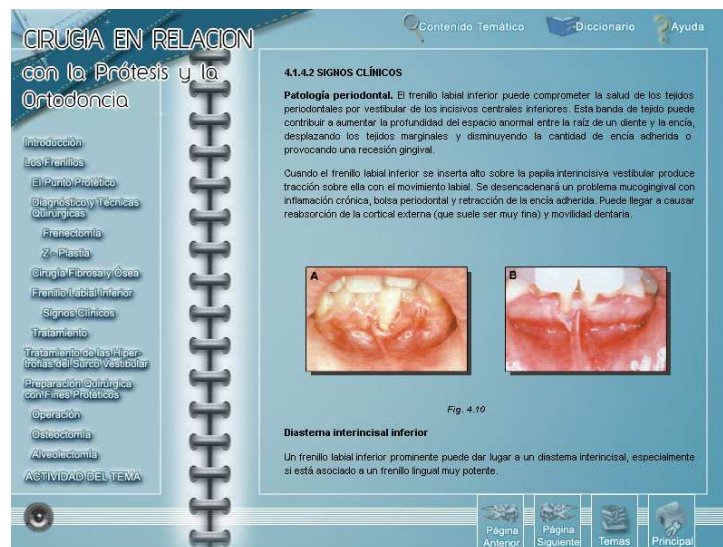 CIRUGIA EN RELACION
con la Prótesis y la
Ortodoncia
Contenido Temático
Diccionario
Ayuda
Introducción
Los Frenillos
El Punto Protético
Diagnóstico y Técnicas
Quirurgicas
Frenectomía
Z - Plastia
Cirugía Fibrosa y Ósea
Frenillo Labial Inferior
Signos Clínicos
Tratamiento
Tratamiento de las Hiper-
trofias del Surco Vestibular
Preparación Quirúrgica
con Fines Protéticos
Operación
Osteoctomía
Alveolectomía
ACTIVIDAD DEL TEMA
4.1.4.2 SIGNOS CLÍNICOS
Patología periodontal. El frenillo labial inferior puede comprometer la salud de los tejidos
periodontales por vestibular de los incisivos centrales inferiores. Esta banda de tejido puede
contribuir a aumentar la profundidad del espacio anormal entre la raíz de un diente y la encía,
desplazando los tejidos marginales y disminuyendo la cantidad de encía adherida o
provocando una recesión gingival.
Cuando el frenillo labial inferior se inserta alto sobre la papila interincisiva vestibular produce
tracción sobre ella con el movimiento labial. Se desencadenará un problema mucogingival con
inflamación crónica, bolsa periodontal y retracción de la encía adherida. Puede llegar a causar
reabsorción de la cortical externa (que suele ser muy fina) y movilidad dentaria.
A
B
Fig. 4.10
Diastema interincisal inferior
Un frenillo labial inferior prominente puede dar lugar a un diastema interincisal, especialmente
si está asociado a un frenillo lingual muy potente.
Página
Anterior
Página
Siguiente
Temas
Principal